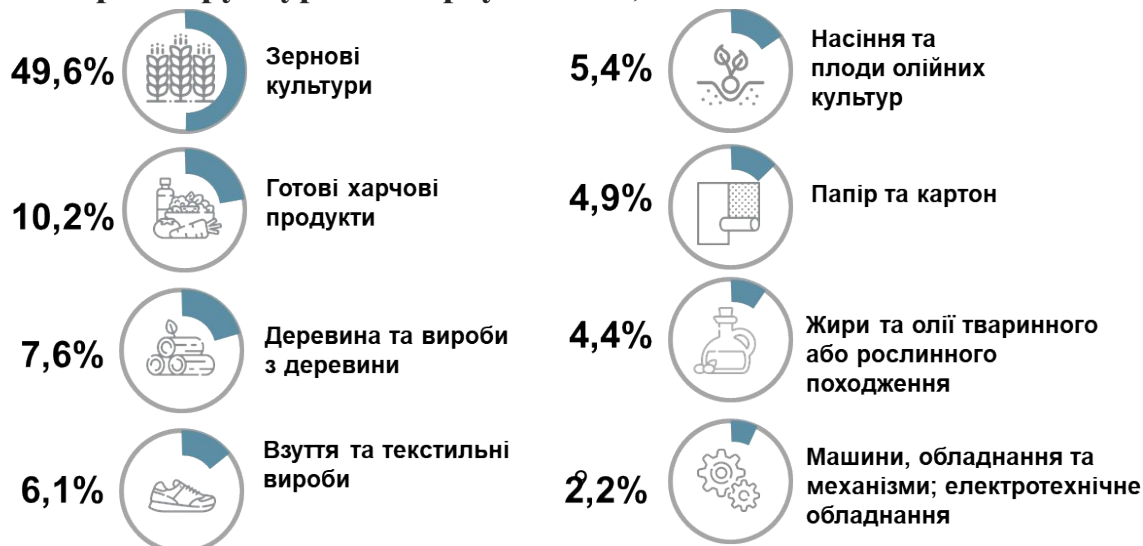 49,6%
Зернові
культури
10,2%
Готові харчові
продукти
7,6%
Деревина та вироби
з деревини
6,1%
Взуття та текстильні
вироби
5,4%
Насіння та
плоди олійних
культур
4,9%
Папір та картон
4,4%
Жири та олії тваринного
або рослинного
походження
2,2%
Машини, обладнання та
механізми; електротехнічне
обладнання